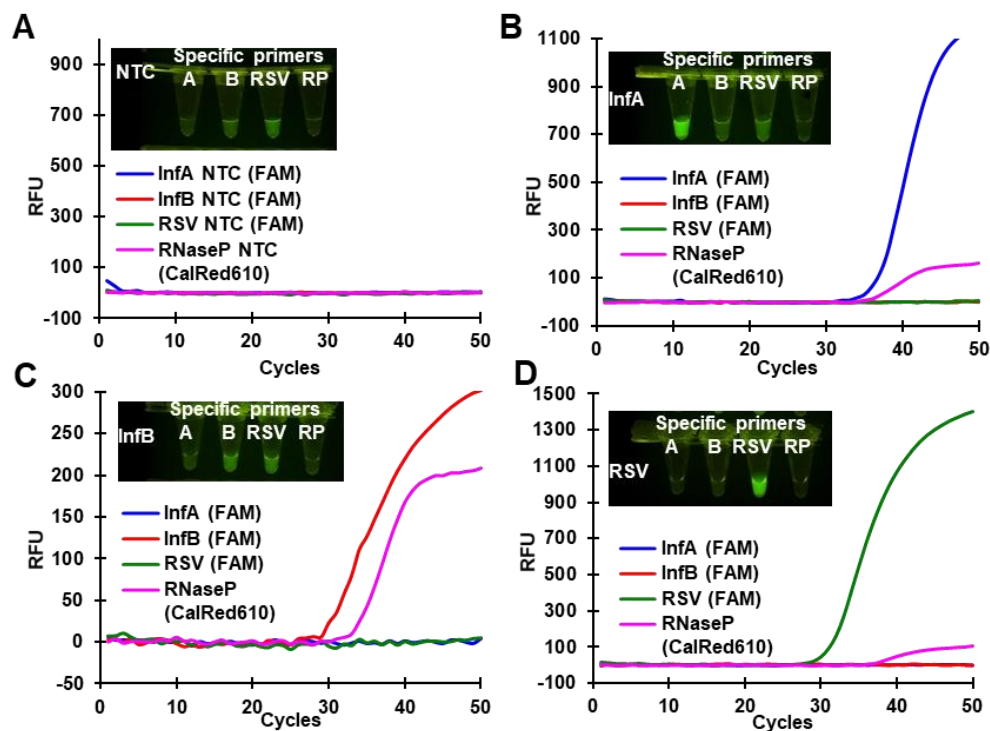 A
Specific primers
NTC
A B RSV RP
900
700
500
300
100
-100
RFU
InfA NTC (FAM)
InfB NTC (FAM)
RSV NTC (FAM)
RNaseP NTC
(CalRed610)
0 10 20 30 40 50
Cycles
B
Specific primers
A B RSV RP
InfA
1100
900
700
500
300
100
-100
RFU
InfA (FAM)
InfB (FAM)
RSV (FAM)
RNaseP
(CalRed610)
0 10 20 30 40 50
Cycles
C
Specific primers
InfB
A B RSV RP
300
250
200
150
100
50
0
-50
RFU
InfA (FAM)
InfB (FAM)
RSV (FAM)
RNaseP
(CalRed610)
0 10 20 30 40 50
Cycles
D
Specific primers
A B RSV RP
RSV
1500
1300
1100
900
700
500
300
100
-100
RFU
InfA (FAM)
InfB (FAM)
RSV (FAM)
RNaseP
(CalRed610)
0 10 20 30 40 50
Cycles